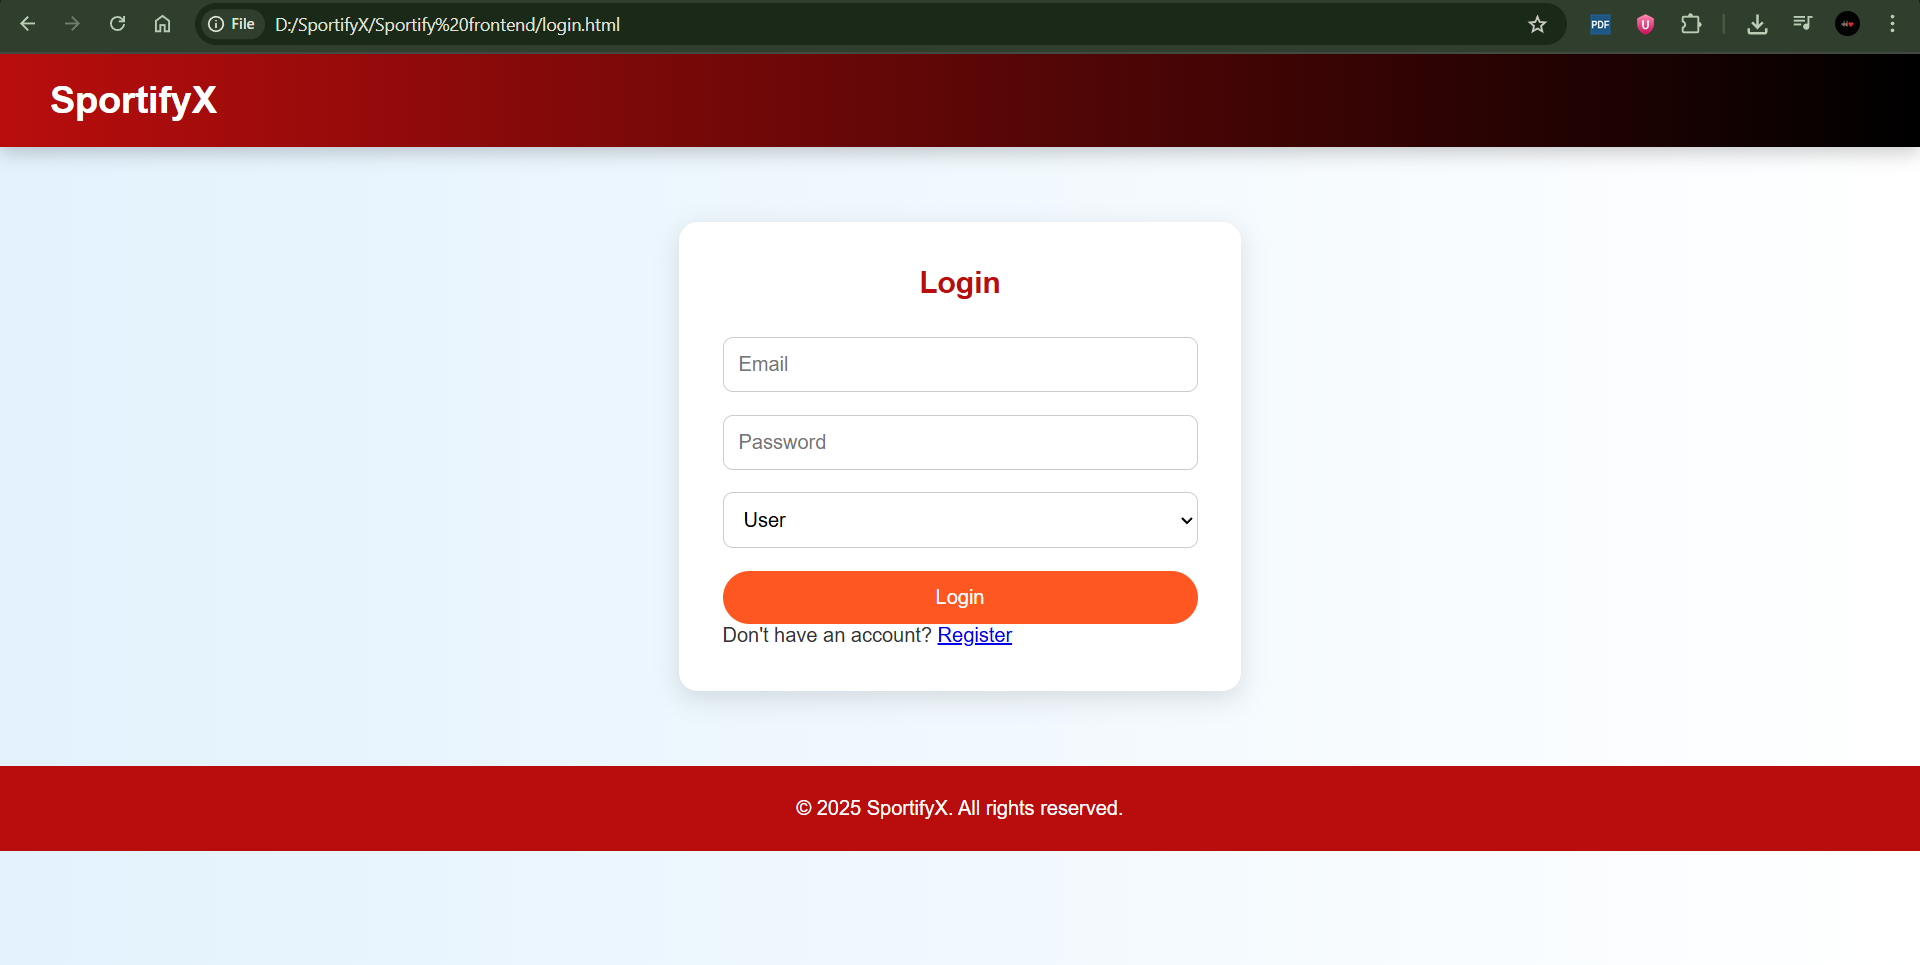 File D:/SportifyX/Sportify%20frontend/login.html
PDF
U
SportifyX
Login
Email
Password
User
Login
Don't have an account? Register
© 2025 SportifyX. All rights reserved.